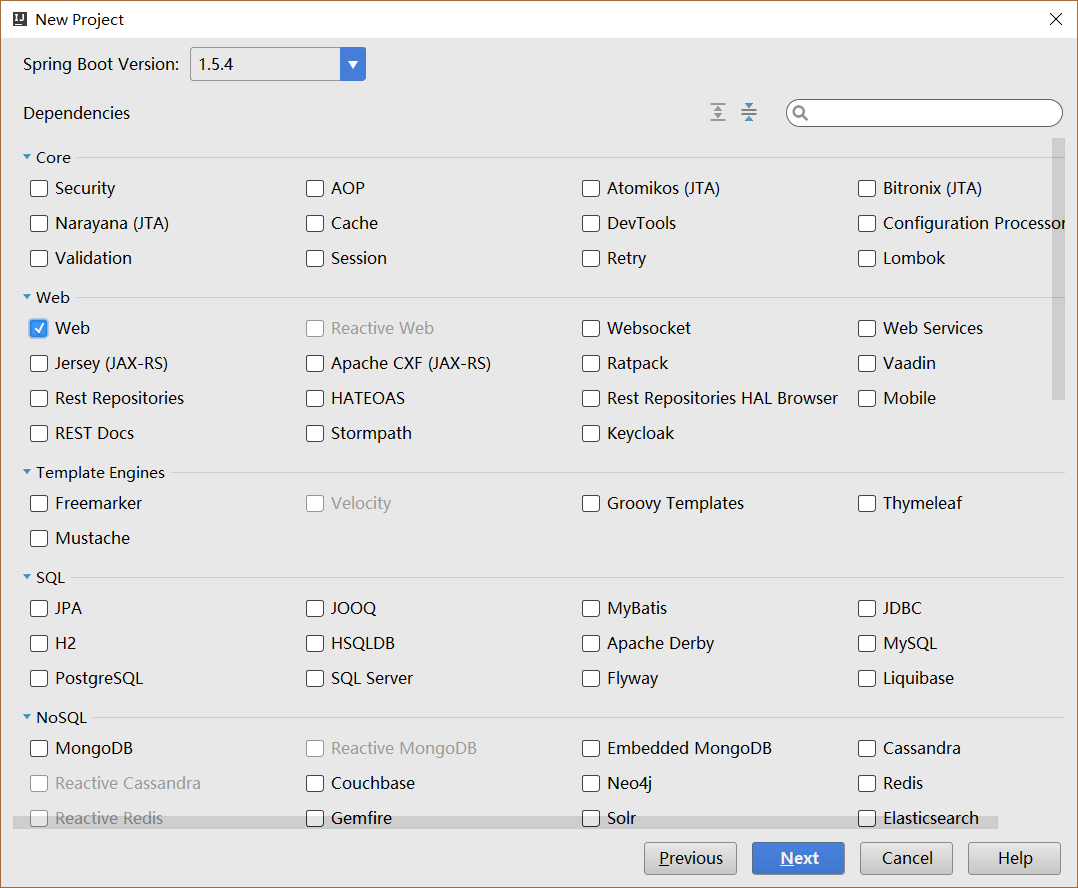 New Project
Spring Boot Version: 1.5.4
Dependencies
Core
Security AOP Atomikos (JTA) Bitronix (JTA)
Narayana (JTA) Cache DevTools Configuration Processor
Validation Session Retry Lombok
Web
Web Reactive Web Websocket Web Services
Jersey (JAX-RS) Apache CXF (JAX-RS) Ratpack Vaadin
Rest Repositories HATEOAS Rest Repositories HAL Browser Mobile
REST Docs Stormpath Keycloak
Template Engines
Freemarker Velocity Groovy Templates Thymeleaf
Mustache
SQL
JPA JOOQ MyBatis JDBC
H2 HSQLDB Apache Derby MySQL
PostgreSQL SQL Server Flyway Liquibase
NoSQL
MongoDB Reactive MongoDB Embedded MongoDB Cassandra
Reactive Cassandra Couchbase Neo4j Redis
Reactive Redis Gemfire Solr Elasticsearch
Previous Next Cancel Help